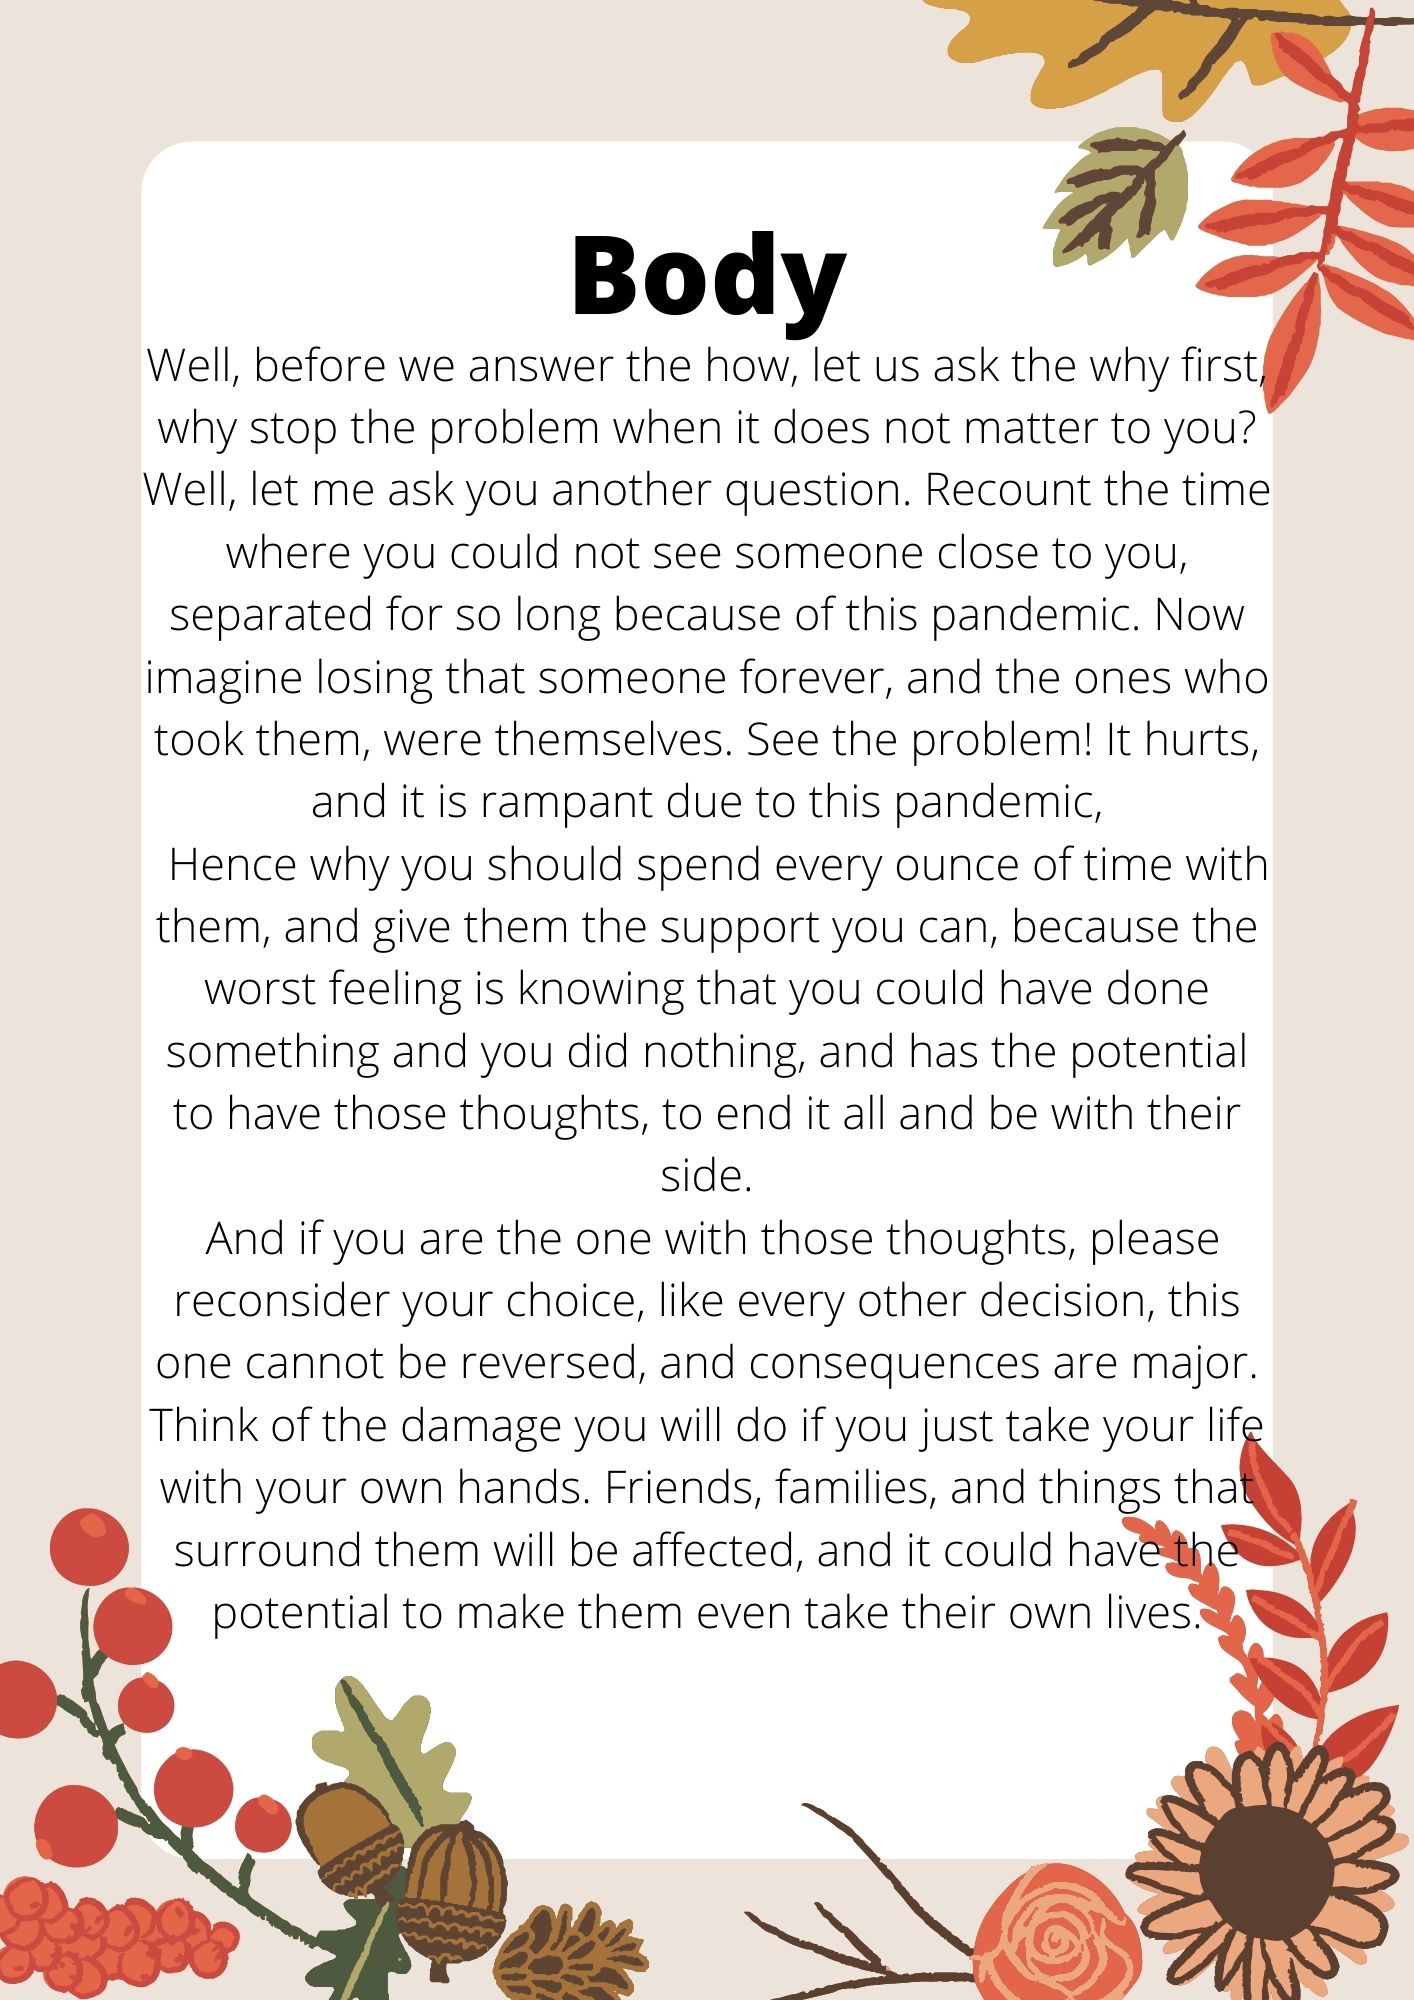 Body
Well, before we answer the how, let us ask the why first,
why stop the problem when it does not matter to you?
Well, let me ask you another question. Recount the time
where you could not see someone close to you,
separated for so long because of this pandemic. Now
imagine losing that someone forever, and the ones who
took them, were themselves. See the problem! It hurts,
and it is rampant due to this pandemic,
Hence why you should spend every ounce of time with
them, and give them the support you can, because the
worst feeling is knowing that you could have done
something and you did nothing, and has the potential
to have those thoughts, to end it all and be with their
side.
And if you are the one with those thoughts, please
reconsider your choice, like every other decision, this
one cannot be reversed, and consequences are major.
Think of the damage you will do if you just take your life
with your own hands. Friends, families, and things that
surround them will be affected, and it could have the
potential to make them even take their own lives.